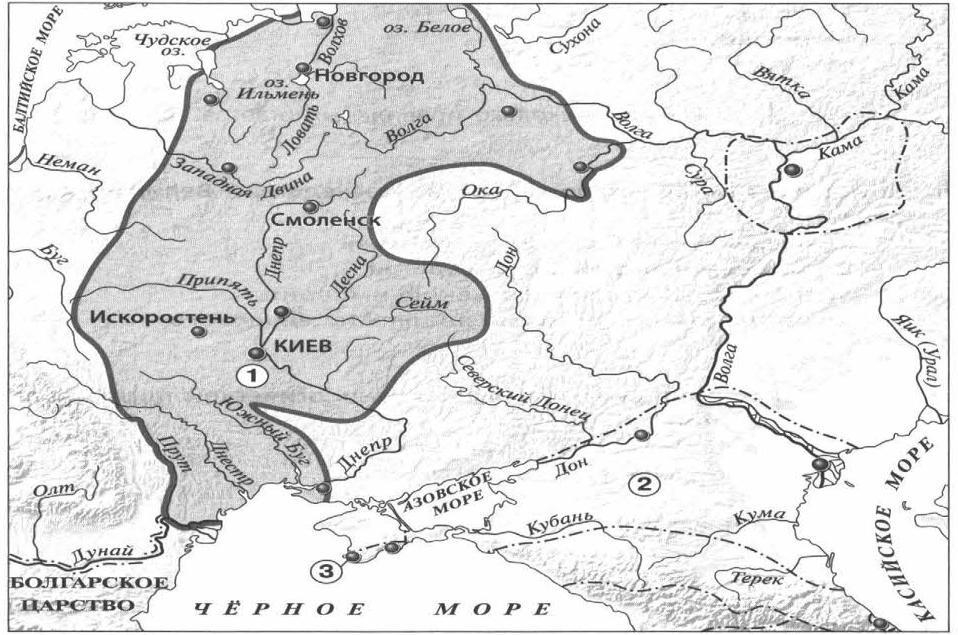 БАЛТИЙСКОЕ МОРЕ
Чудское
оз.
Волхов
оз. Белое
Сухона
Новгород
оз.
Ильмень
Ловать
Волга
Волга
Вятка
Кама
Кама
Сура
Неман
Западная Двина
Ока
Смоленск
Днепр
Десна
Дон
Буг
Припять
Сейм
Искоростень
КИЕВ
1
Волга
Яик (Урал)
Северский Донец
Южный Буг
Прут
Днестр
Днепр
Дон
АЗОВСКОЕ
МОРЕ
2
Олт
Кубань
Кума
КАСПИЙСКОЕ МОРЕ
Дунай
3
Терек
БОЛГАРСКОЕ
ЦАРСТВО
ЧЁРНОЕ МОРЕ